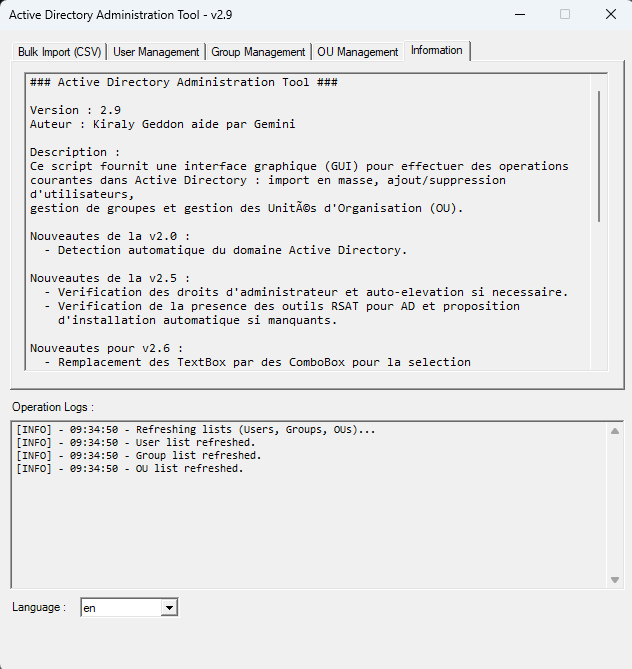 Active Directory Administration Tool - v2.9
Bulk Import (CSV) User Management Group Management OU Management Information
### Active Directory Administration Tool ###
Version : 2.9
Auteur : Kiraly Geddon aide par Gemini
Description :
Ce script fournit une interface graphique (GUI) pour effectuer des operations
courantes dans Active Directory : import en masse, ajout/suppression
d'utilisateurs,
gestion de groupes et gestion des UnitÃ©s d'Organisation (OU).
Nouveautes de la v2.0 :
- Detection automatique du domaine Active Directory.
Nouveautes de la v2.5 :
- Verification des droits d'administrateur et auto-elevation si necessaire.
- Verification de la presence des outils RSAT pour AD et proposition
d'installation automatique si manquants.
Nouveautes pour v2.6 :
- Remplacement des TextBox par des ComboBox pour la selection
Operation Logs :
[INFO] - 09:34:50 - Refreshing lists (Users, Groups, OUs)...
[INFO] - 09:34:50 - User list refreshed.
[INFO] - 09:34:50 - Group list refreshed.
[INFO] - 09:34:50 - OU list refreshed.
Language : en